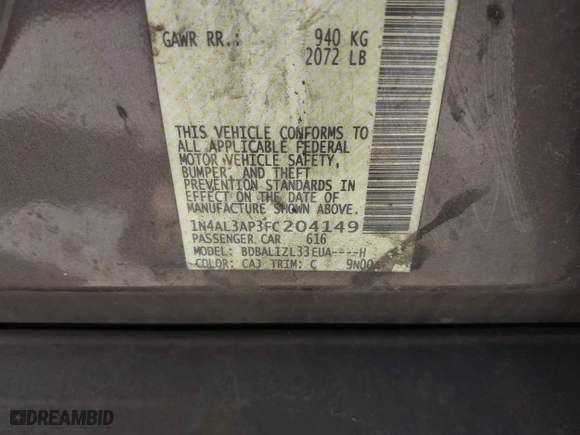 GAWR RR.: 940 KG
2072 LB
THIS VEHICLE CONFORMS TO
ALL APPLICABLE FEDERAL
MOTOR VEHICLE SAFETY,
BUMPER, AND THEFT
PREVENTION STANDARDS IN
EFFECT ON THE DATE OF
MANUFACTURE SHOWN ABOVE.
1N4AL3AP3FC204149
PASSENGER CAR 616
MODEL: BDBALIZL33EUA----H
COLOR: CAJ TRIM: C 9N00
DREAMBID